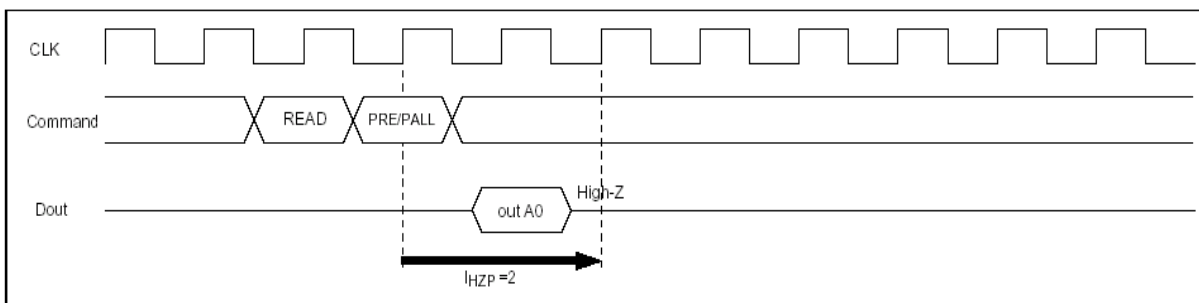 CLK
Command
READ
PRE/PALL
Dout
out A0
High-Z
lHZP =2